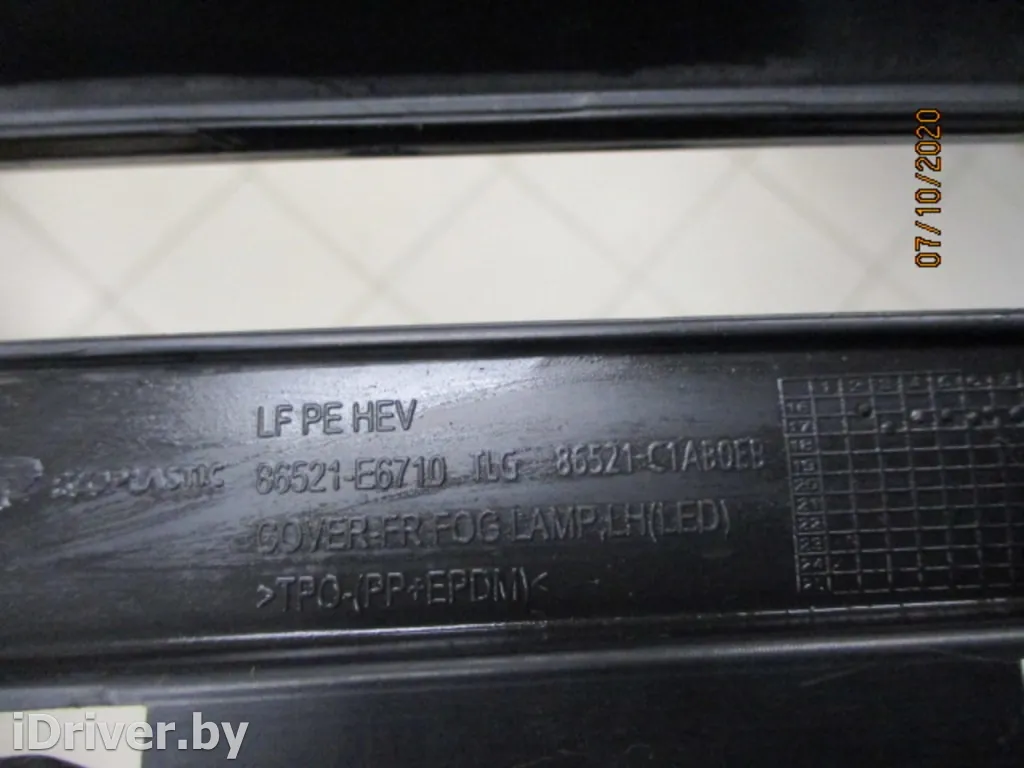 07/10/2020
LF PE HEV
ECOPLASTIC 86521-E6710 ILG 86521-C1AB0EB
COVER-FR FOG LAMP,LH(LED)
>TPO-(PP+EPDM)<
iDriver.by